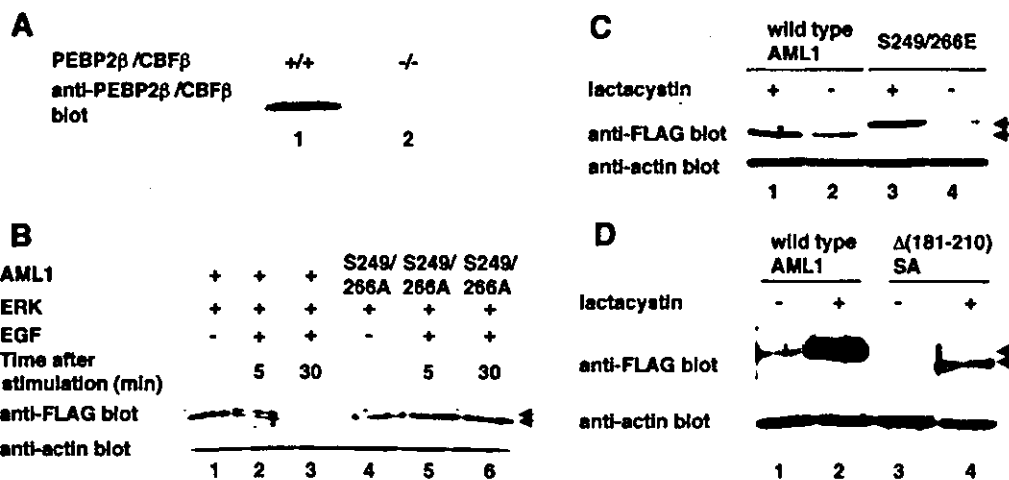 A
PEBP2β /CBFβ +/+ -/-
anti-PEBP2β /CBFβ
blot
1 2
B
AML1 + + + S249/ 266A S249/ 266A S249/ 266A
ERK + + + + + +
EGF - + + - + +
Time after
stimulation (min) 5 30 5 30
anti-FLAG blot
anti-actin blot
1 2 3 4 5 6
C
wild type
AML1 S249/266E
lactacystin + - + -
anti-FLAG blot
anti-actin blot
1 2 3 4
D
wild type Δ(181-210)
AML1 SA
lactacystin - + - +
anti-FLAG blot
anti-actin blot
1 2 3 4